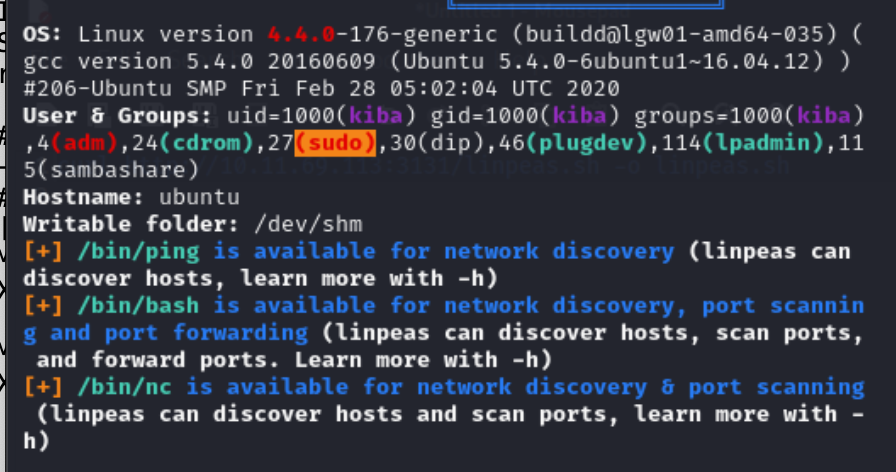 OS: Linux version 4.4.0-176-generic (buildd@lgw01-amd64-035) (
gcc version 5.4.0 20160609 (Ubuntu 5.4.0-6ubuntu1~16.04.12) )
#206-Ubuntu SMP Fri Feb 28 05:02:04 UTC 2020
User & Groups: uid=1000(kiba) gid=1000(kiba) groups=1000(kiba)
,4(adm),24(cdrom),27(sudo),30(dip),46(plugdev),114(lpadmin),11
5(sambashare)
Hostname: ubuntu
Writable folder: /dev/shm
[+] /bin/ping is available for network discovery (linpeas can
discover hosts, learn more with -h)
[+] /bin/bash is available for network discovery, port scannin
g and port forwarding (linpeas can discover hosts, scan ports,
and forward ports. Learn more with -h)
[+] /bin/nc is available for network discovery & port scanning
(linpeas can discover hosts and scan ports, learn more with -
h)